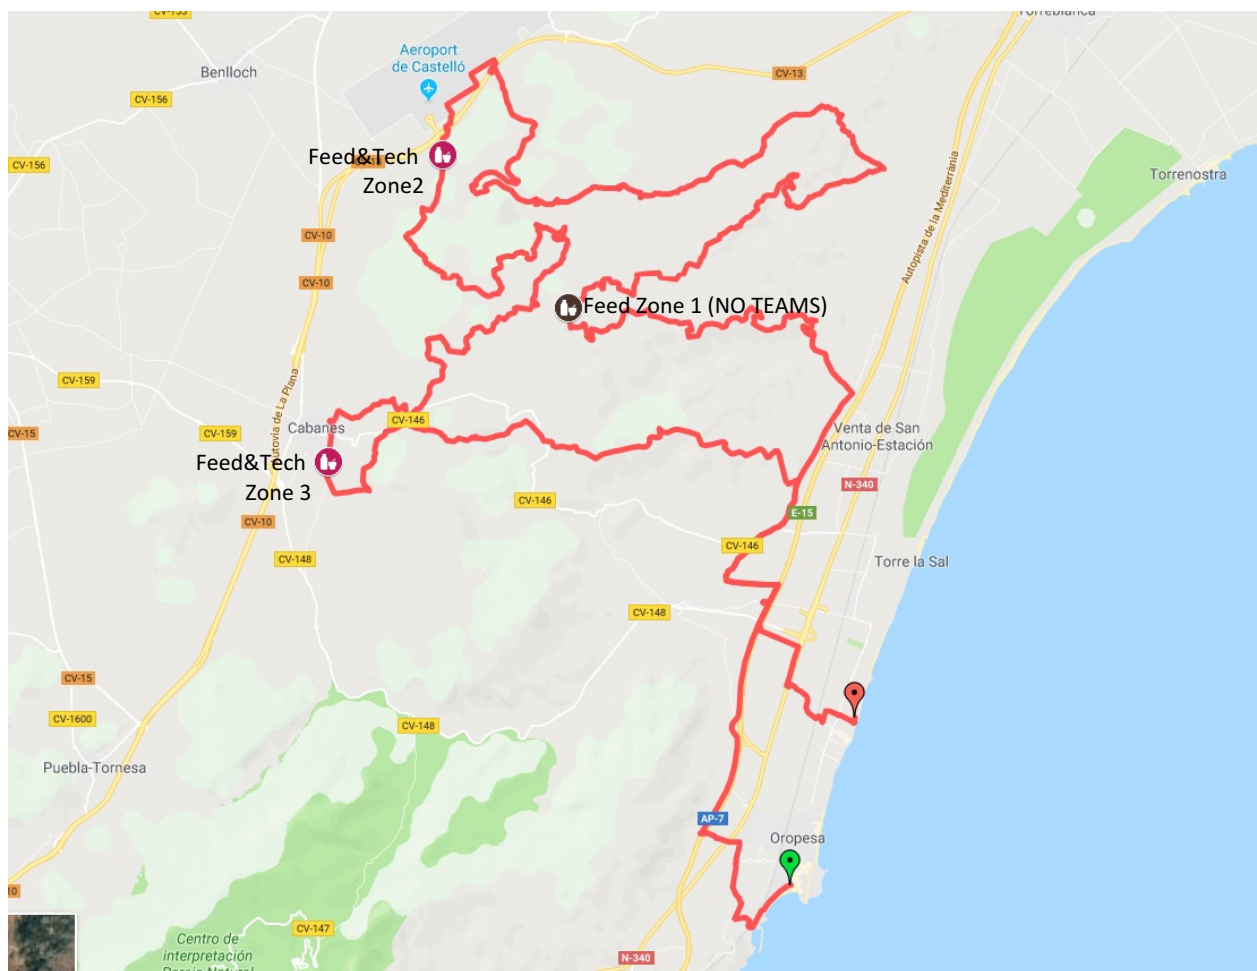 Torreblanca
CV-153
Aeroport
de Castelló
Benlloch
CV-13
CV-156
CV-156
Feed&Tech
Zone2
Torrenostra
CV-10
Autopista de la Mediterrània
CV-10
Feed Zone 1 (NO TEAMS)
CV-159
Autovía de La Plana
CV-146
Cabanes
CV-159
CV-15
Venta de San
Antonio-Estación
Feed&Tech
Zone 3
N-340
CV-146
E-15
CV-10
CV-146
CV-148
Torre la Sal
CV-148
CV-15
CV-1600
CV-148
Puebla-Tornesa
AP-7
Oropesa
10
CV-147
Centro de
interpretación
N-340